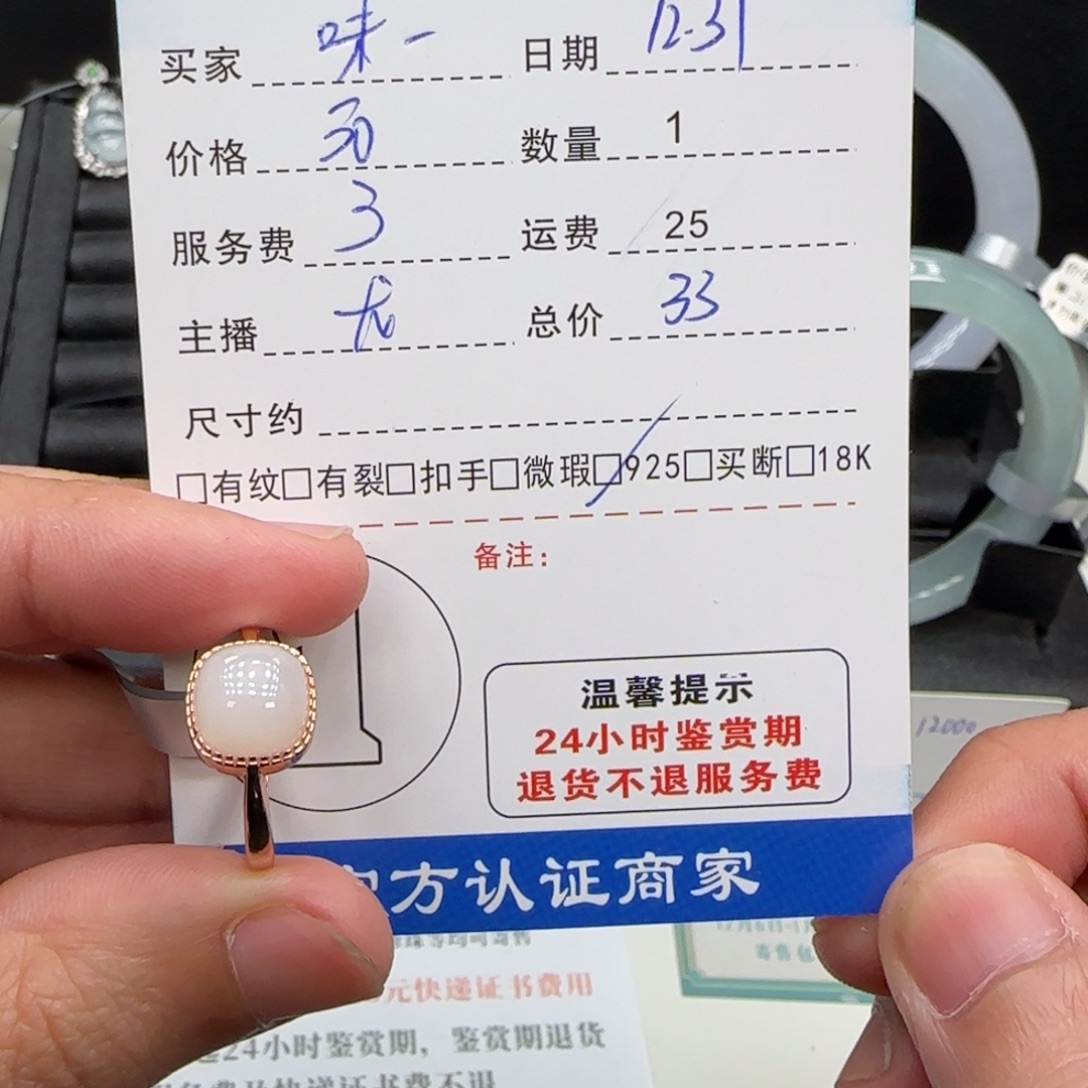 买家 味一 日期 12.31
价格 30 数量 1
服务费 3 运费 25
主播 尤 总价 33
尺寸约
□有纹□有裂□扣手□微瑕□925□买断□18K
备注：
温馨提示
24小时鉴赏期
退货不退服务费
方认证商家
12000
元快递证书费用
24小时鉴赏期，鉴赏期退货